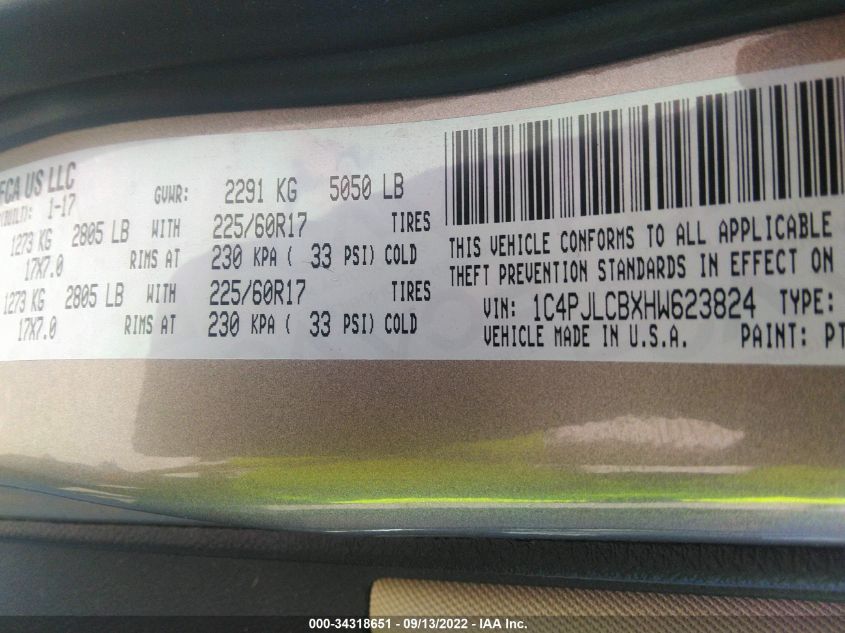 FCA US LLC GVWR: 2291 KG 5050 LB
1-17
1273 KG 2805 LB WITH 225/60R17 TIRES
17X7.0 RIMS AT 230 KPA ( 33 PSI) COLD
1273 KG 2805 LB WITH 225/60R17 TIRES
17X7.0 RIMS AT 230 KPA ( 33 PSI) COLD
THIS VEHICLE CONFORMS TO ALL APPLICABLE
THEFT PREVENTION STANDARDS IN EFFECT ON
VIN: 1C4PJLCBXHW623824 TYPE:
VEHICLE MADE IN U.S.A. PAINT: PT
000-34318651 - 09/13/2022 - IAA Inc.